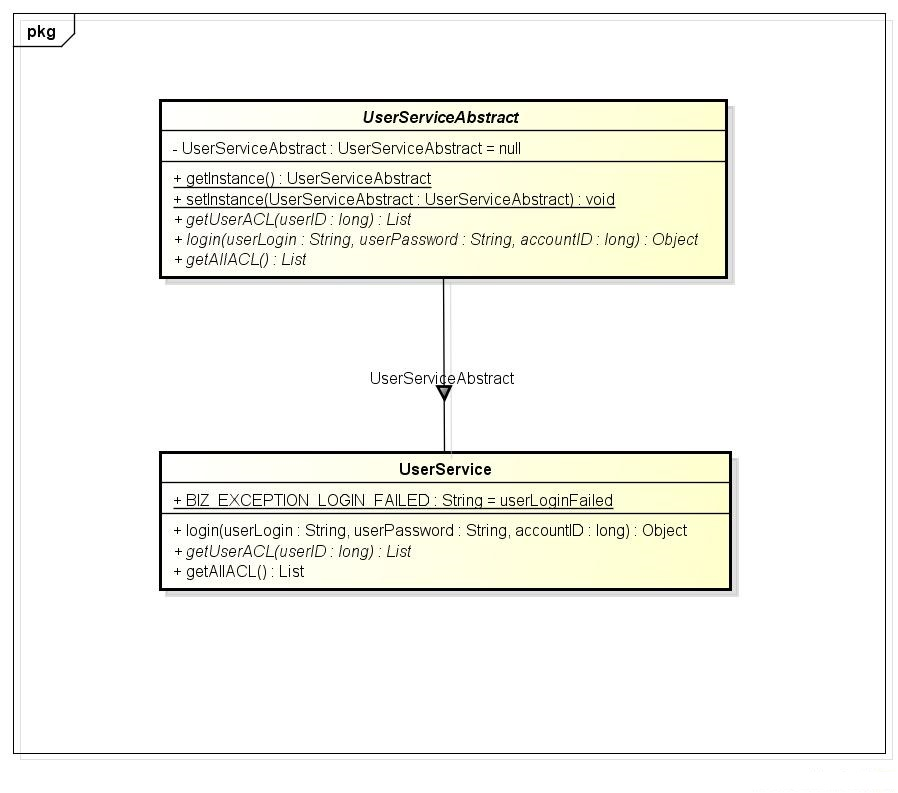 pkg
UserServiceAbstract
- UserServiceAbstract : UserServiceAbstract = null
+ getInstance() : UserServiceAbstract
+ setInstance(UserServiceAbstract : UserServiceAbstract) : void
+ getUserACL(userID : long) : List
+ login(userLogin : String, userPassword : String, accountID : long) : Object
+ getAllACL() : List
UserServiceAbstract
UserService
+ BIZ_EXCEPTION_LOGIN_FAILED : String = userLoginFailed
+ login(userLogin : String, userPassword : String, accountID : long) : Object
+ getUserACL(userID : long) : List
+ getAllACL() : List